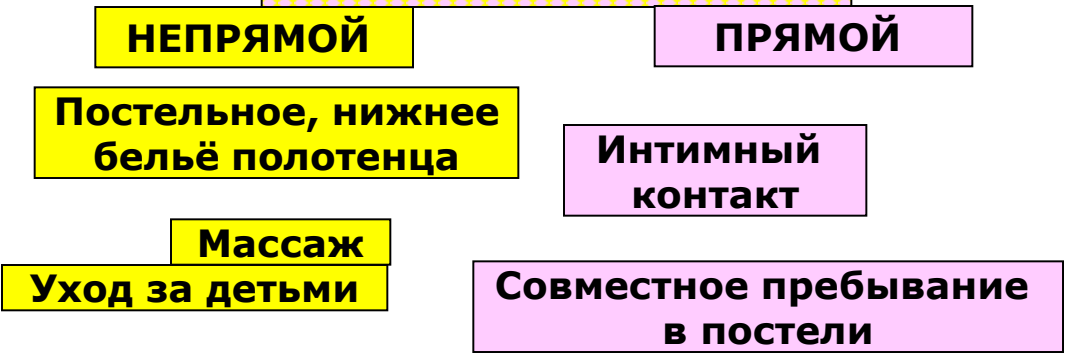 НЕПРЯМОЙ
ПРЯМОЙ
Постельное, нижнее
бельё полотенца
Интимный
контакт
Массаж
Уход за детьми
Совместное пребывание
в постели